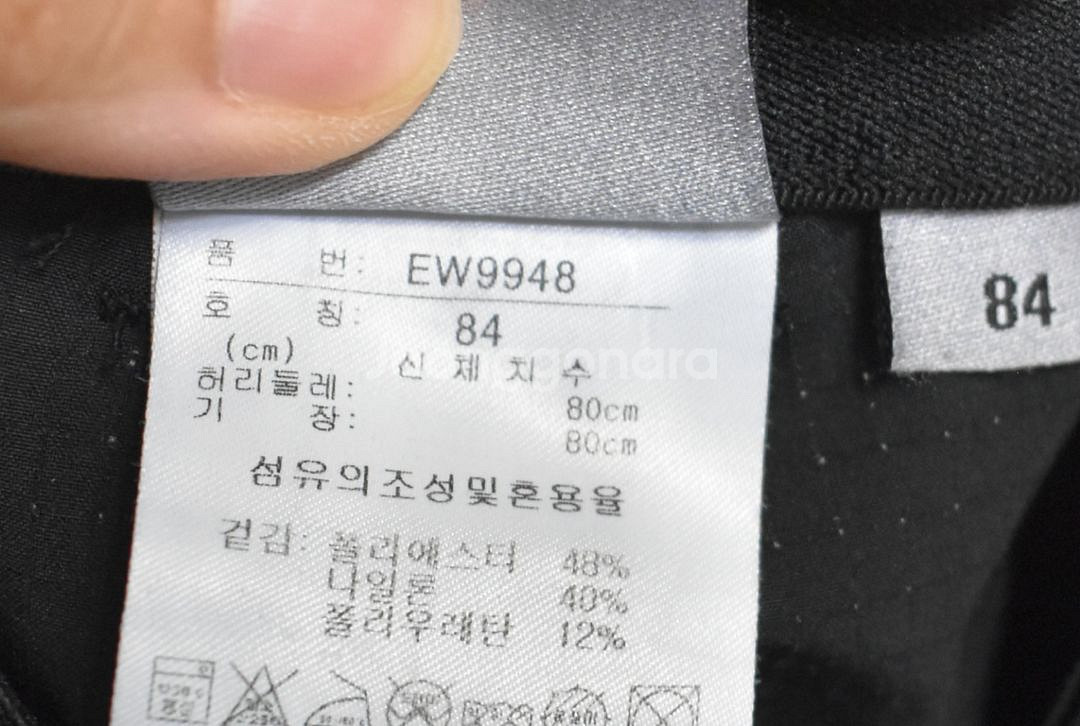 품 번: EW9948
호 칭: 84
(cm) 신 체 치 수
허리둘레: 80cm
기 장: 80cm
섬유의조성및혼용율
겉감: 폴리에스터 48%
나일론 40%
폴리우레탄 12%
84